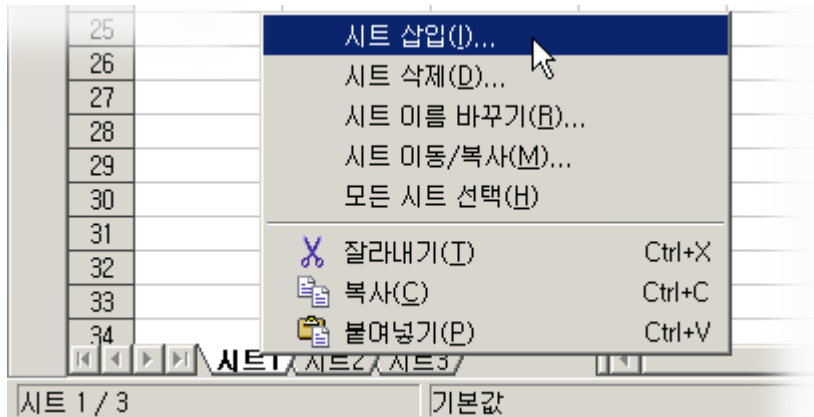 25
시트 삽입(I)...
26
시트 삭제(D)...
27
시트 이름 바꾸기(R)...
28
시트 이동/복사(M)...
29
30
모든 시트 선택(H)
31
잘라내기(T) Ctrl+X
32
복사(C) Ctrl+C
33
붙여넣기(P) Ctrl+V
34
시트1 시트2 시트3
시트 1 / 3 기본값